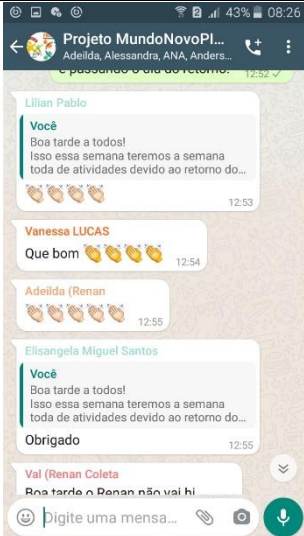 43% 08:36
Projeto MundoNovoPI...
Adeilda, Alessandra, ANA, Anders...
e passando o dia do retorno.
12:52
Lilian Pablo
Você
Boa tarde a todos!
Isso essa semana teremos a semana
toda de atividades devido ao retorno do...
👏🏻👏🏻👏🏻👏🏻
12:53
Vanessa LUCAS
Que bom 👏👏👏👏
12:54
Adeilda (Renan
👏🏻👏🏻👏🏻👏🏻👏🏻
12:55
Elisangela Miguel Santos
Você
Boa tarde a todos!
Isso essa semana teremos a semana
toda de atividades devido ao retorno do...
Obrigado
12:55
Val (Renan Coleta
Boa tarde o Renan não vai hj
Digite uma mensa...